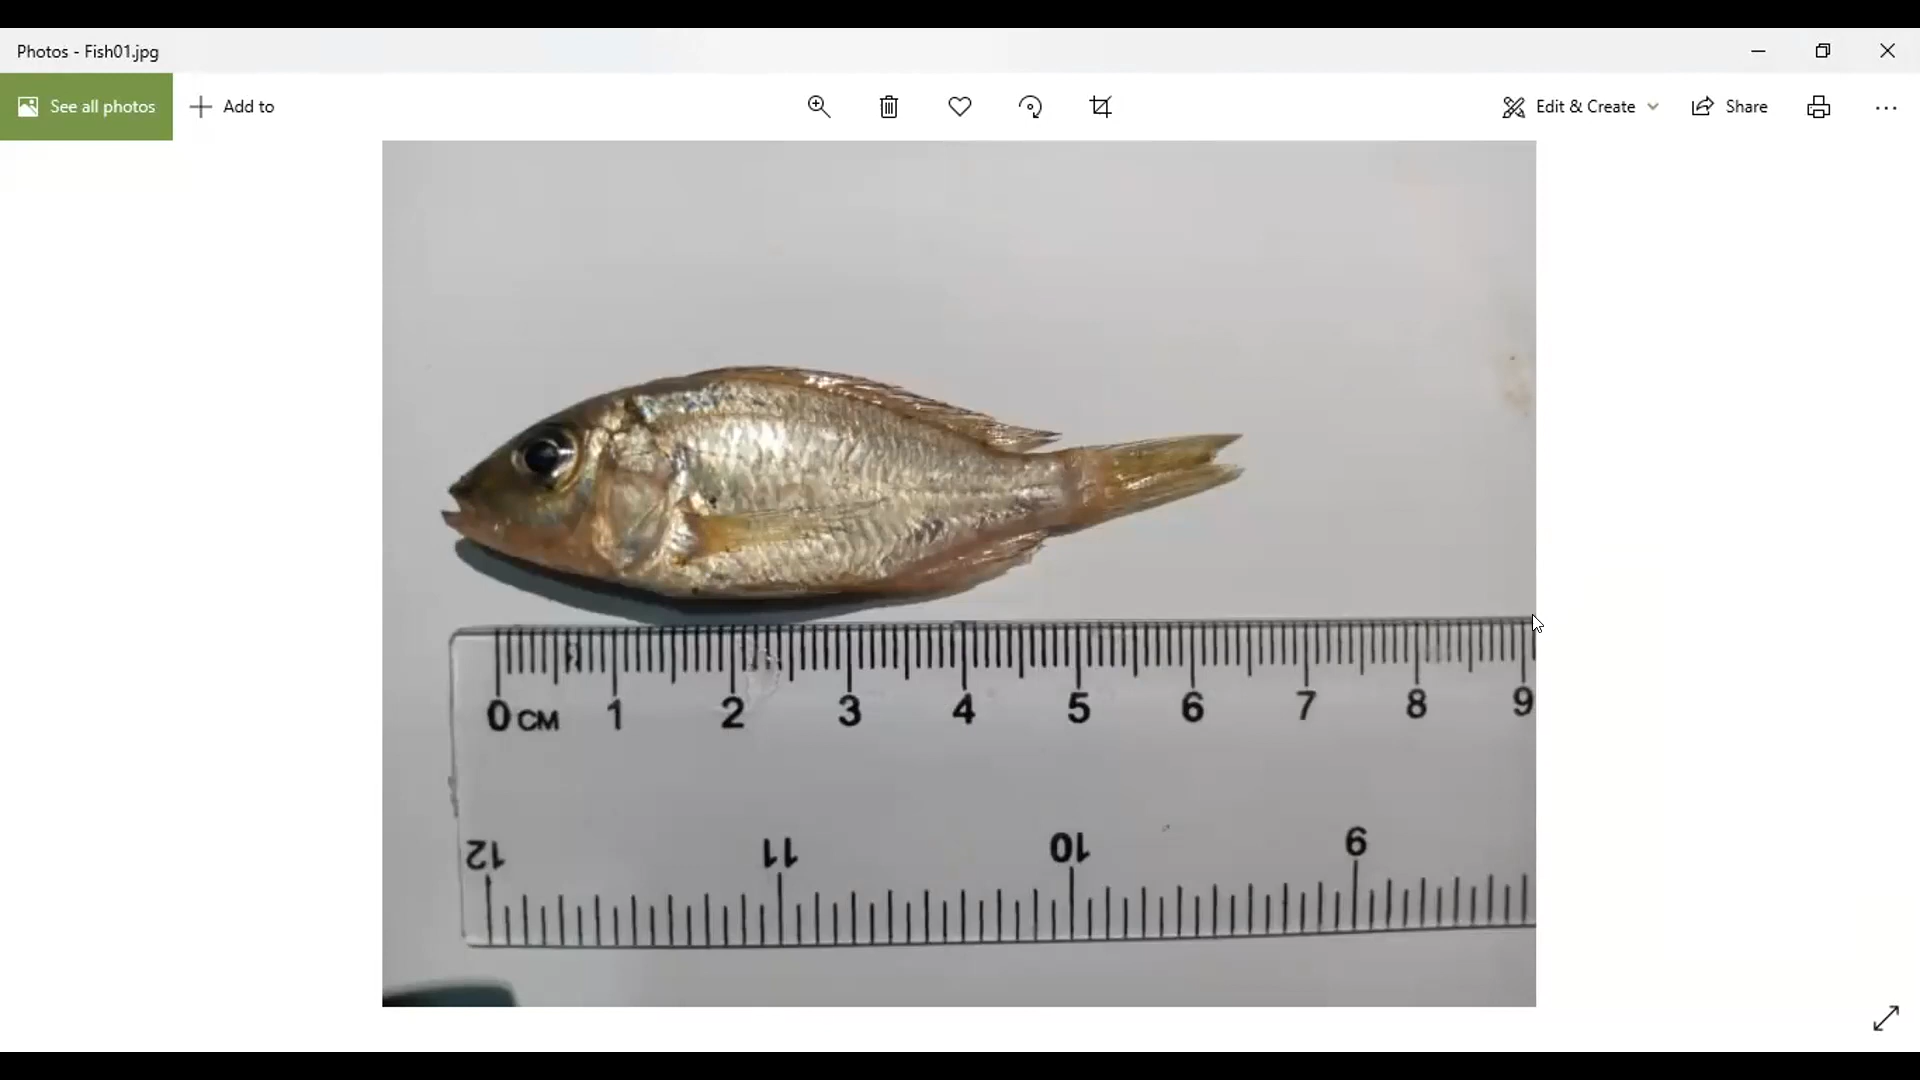 Photos - Fish01.jpg
See all photos
Add to
Edit & Create
Share
0 CM 1 2 3 4 5 6 7 8 9
12 11 10 9